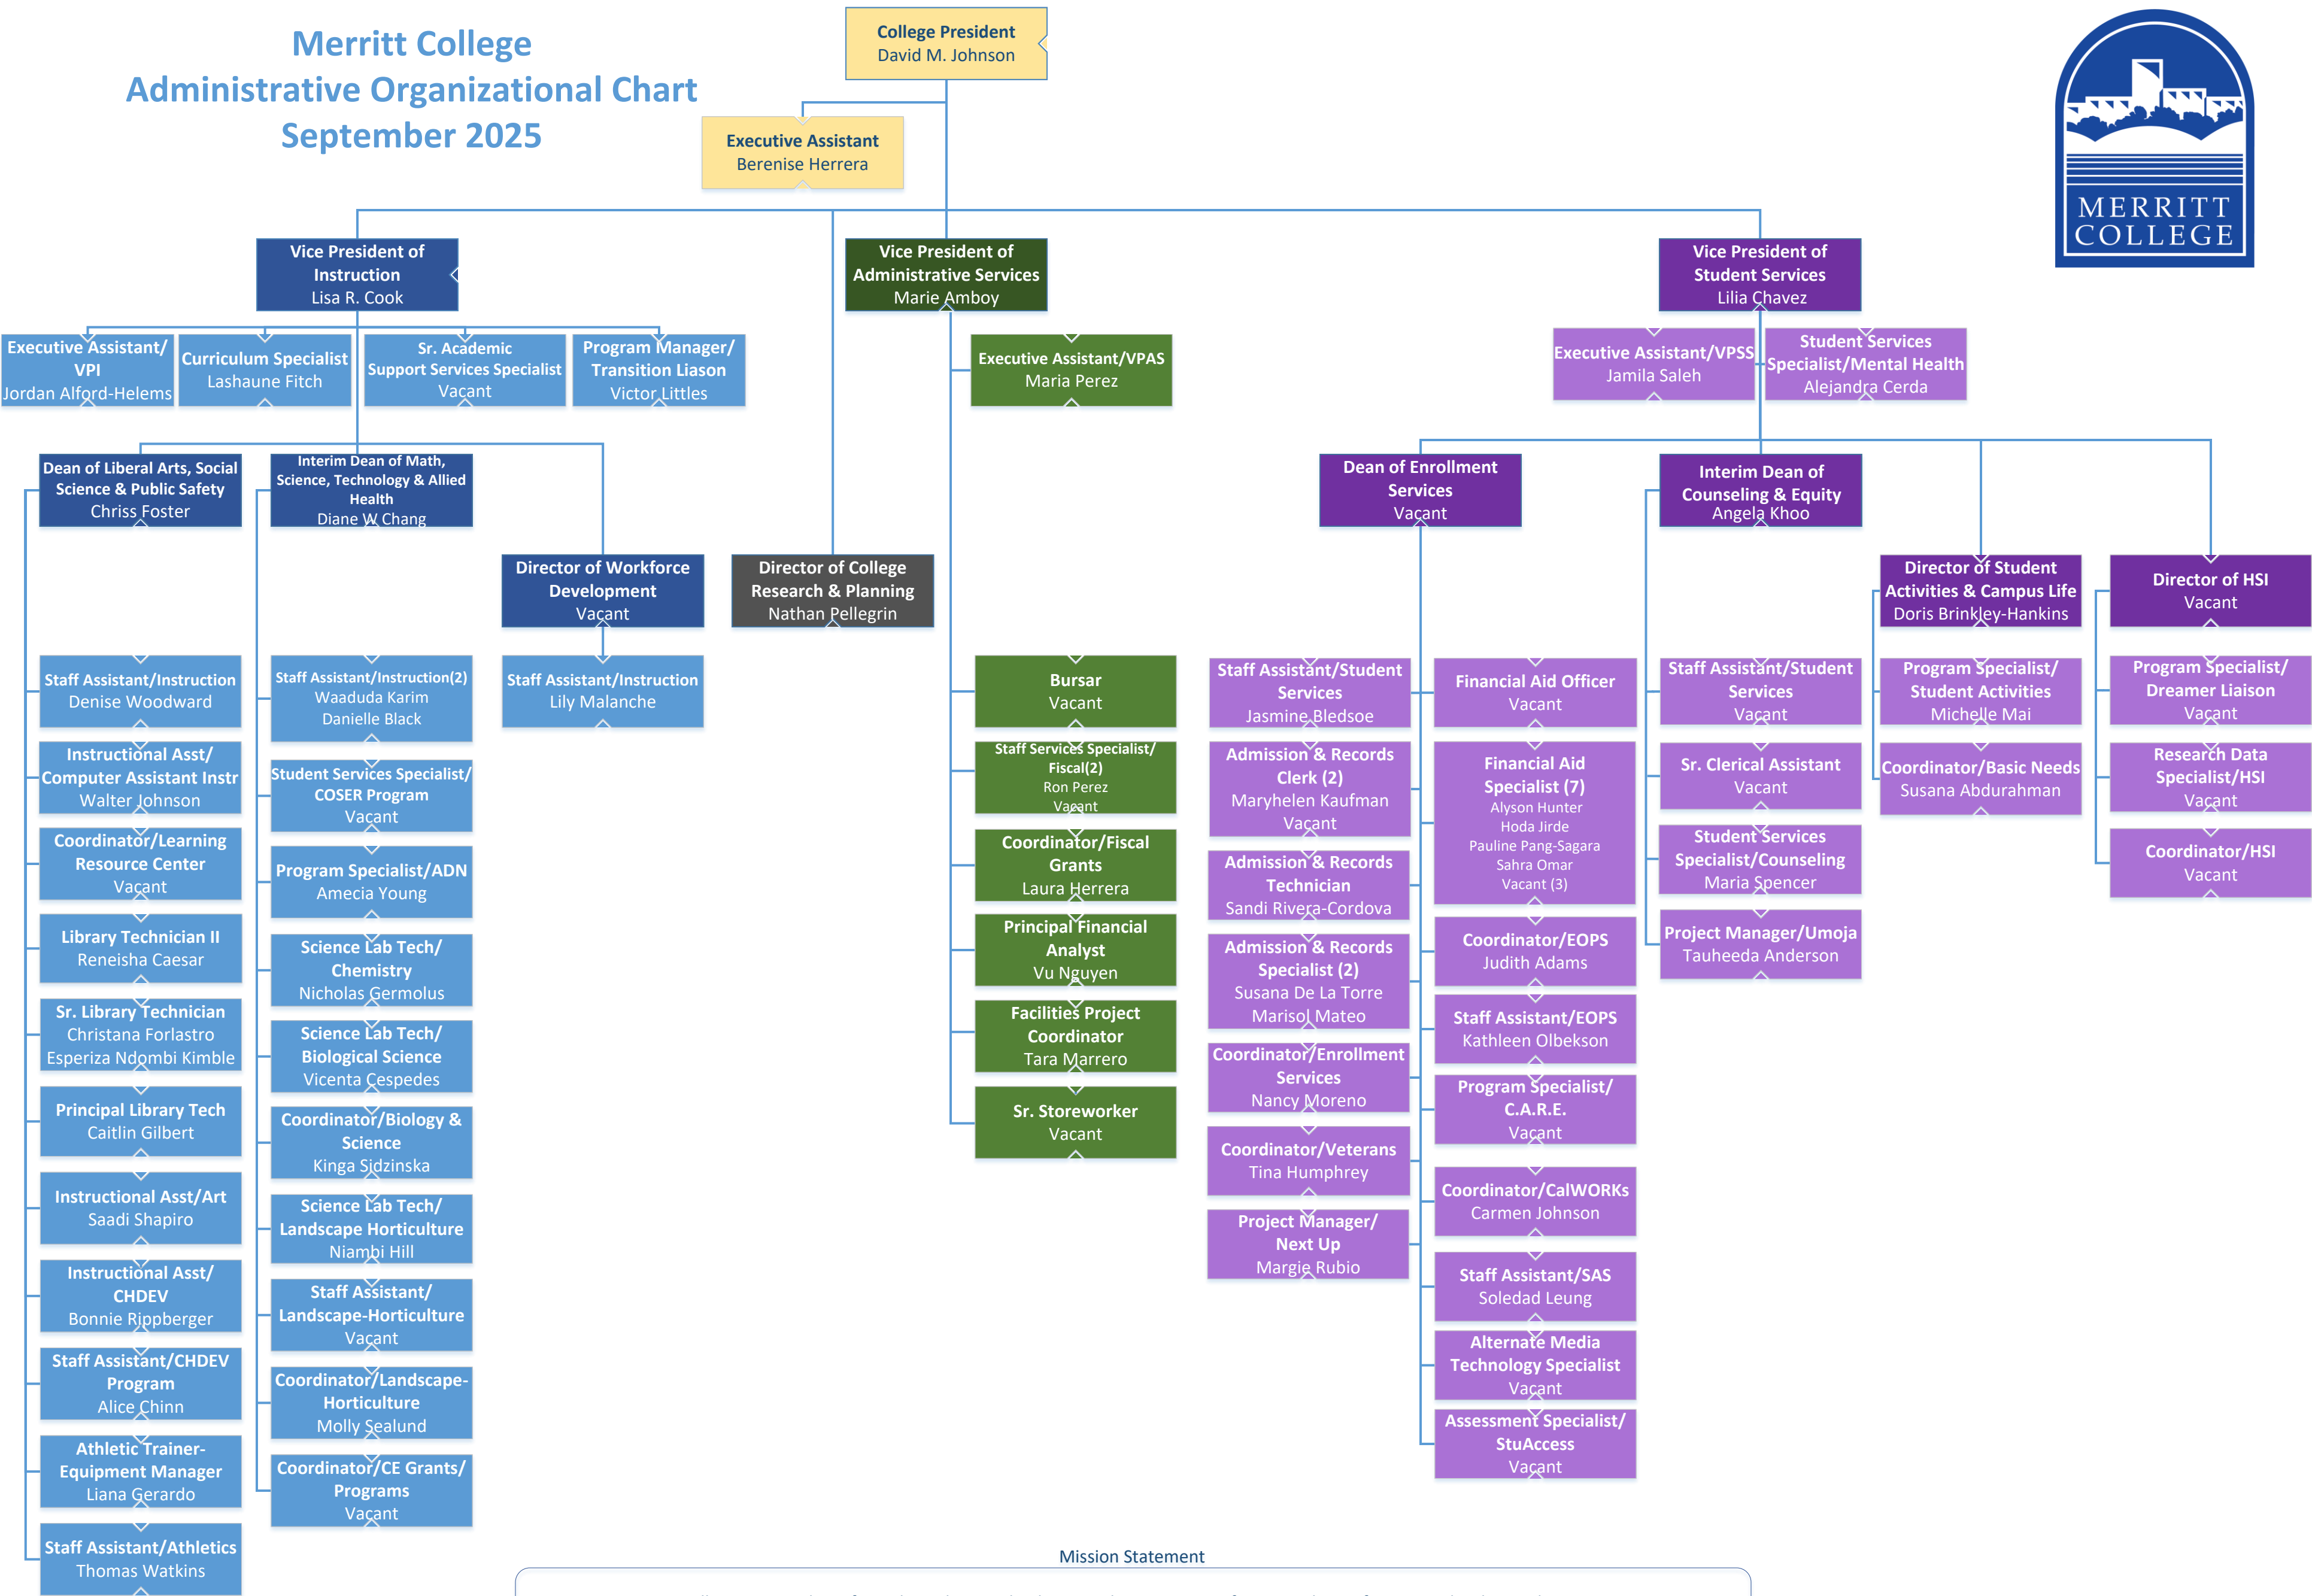 Merritt College
Administrative Organizational Chart
September 2025
College President
David M. Johnson
Executive Assistant
Berenise Herrera
MERRITT
COLLEGE
Vice President of
Instruction
Lisa R. Cook
Vice President of
Administrative Services
Marie Amboy
Vice President of
Student Services
Lilia Chavez
Executive Assistant/
VPI
Jordan Alford-Helems
Curriculum Specialist
Lashaune Fitch
Sr. Academic
Support Services Specialist
Vacant
Program Manager/
Transition Liason
Victor Littles
Executive Assistant/VPAS
Maria Perez
Executive Assistant/VPSS
Jamila Saleh
Student Services
Specialist/Mental Health
Alejandra Cerda
Dean of Liberal Arts, Social
Science & Public Safety
Chriss Foster
Interim Dean of Math,
Science, Technology & Allied
Health
Diane W Chang
Director of Workforce
Development
Vacant
Director of College
Research & Planning
Nathan Pellegrin
Dean of Enrollment
Services
Vacant
Interim Dean of
Counseling & Equity
Angela Khoo
Director of Student
Activities & Campus Life
Doris Brinkley-Hankins
Director of HSI
Vacant
Staff Assistant/Instruction
Denise Woodward
Instructional Asst/
Computer Assistant Instr
Walter Johnson
Coordinator/Learning
Resource Center
Vacant
Library Technician II
Reneisha Caesar
Sr. Library Technician
Christana Forlastro
Esperiza Ndombi Kimble
Principal Library Tech
Caitlin Gilbert
Instructional Asst/Art
Saadi Shapiro
Instructional Asst/
CHDEV
Bonnie Rippberger
Staff Assistant/CHDEV
Program
Alice Chinn
Athletic Trainer-
Equipment Manager
Liana Gerardo
Staff Assistant/Athletics
Thomas Watkins
Staff Assistant/Instruction(2)
Waaduda Karim
Danielle Black
Student Services Specialist/
COSER Program
Vacant
Program Specialist/ADN
Amecia Young
Science Lab Tech/
Chemistry
Nicholas Germolus
Science Lab Tech/
Biological Science
Vicenta Cespedes
Coordinator/Biology &
Science
Kinga Sidzinska
Science Lab Tech/
Landscape Horticulture
Niambi Hill
Staff Assistant/
Landscape-Horticulture
Vacant
Coordinator/Landscape-
Horticulture
Molly Sealund
Coordinator/CE Grants/
Programs
Vacant
Staff Assistant/Instruction
Lily Malanche
Bursar
Vacant
Staff Services Specialist/
Fiscal(2)
Ron Perez
Vacant
Coordinator/Fiscal
Grants
Laura Herrera
Principal Financial
Analyst
Vu Nguyen
Facilities Project
Coordinator
Tara Marrero
Sr. Storeworker
Vacant
Staff Assistant/Student
Services
Jasmine Bledsoe
Admission & Records
Clerk (2)
Maryhelen Kaufman
Vacant
Admission & Records
Technician
Sandi Rivera-Cordova
Admission & Records
Specialist (2)
Susana De La Torre
Marisol Mateo
Coordinator/Enrollment
Services
Nancy Moreno
Coordinator/Veterans
Tina Humphrey
Project Manager/
Next Up
Margie Rubio
Financial Aid Officer
Vacant
Financial Aid
Specialist (7)
Alyson Hunter
Hoda Jirde
Pauline Pang-Sagara
Sahra Omar
Vacant (3)
Coordinator/EOPS
Judith Adams
Staff Assistant/EOPS
Kathleen Olbekson
Program Specialist/
C.A.R.E.
Vacant
Coordinator/CalWORKs
Carmen Johnson
Staff Assistant/SAS
Soledad Leung
Alternate Media
Technology Specialist
Vacant
Assessment Specialist/
StuAccess
Vacant
Staff Assistant/Student
Services
Vacant
Sr. Clerical Assistant
Vacant
Student Services
Specialist/Counseling
Maria Spencer
Project Manager/Umoja
Tauheeda Anderson
Program Specialist/
Student Activities
Michelle Mai
Coordinator/Basic Needs
Susana Abdurahman
Program Specialist/
Dreamer Liaison
Vacant
Research Data
Specialist/HSI
Vacant
Coordinator/HSI
Vacant
Mission Statement